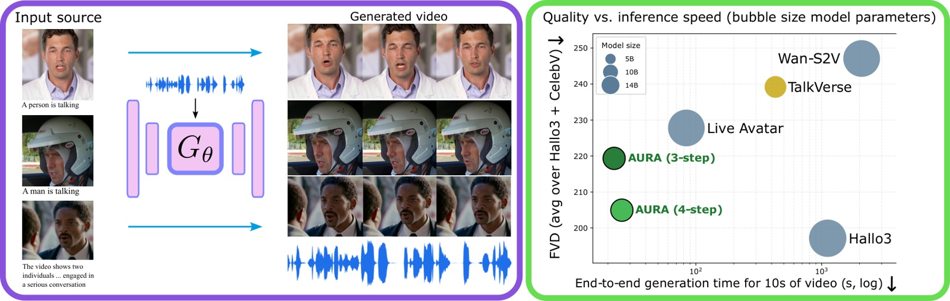 Input source
Generated video
A person is talking
A man is talking
The video shows two
individuals ... engaged in
a serious conversation
Gθ
Quality vs. inference speed (bubble size model parameters)
FVD (avg over Hallo3 + CelebV) ↓
250
240
230
220
210
200
Model size
5B
10B
14B
Wan-S2V
TalkVerse
Live Avatar
AURA (3-step)
AURA (4-step)
Hallo3
10²
10³
End-to-end generation time for 10s of video (s, log) ↓